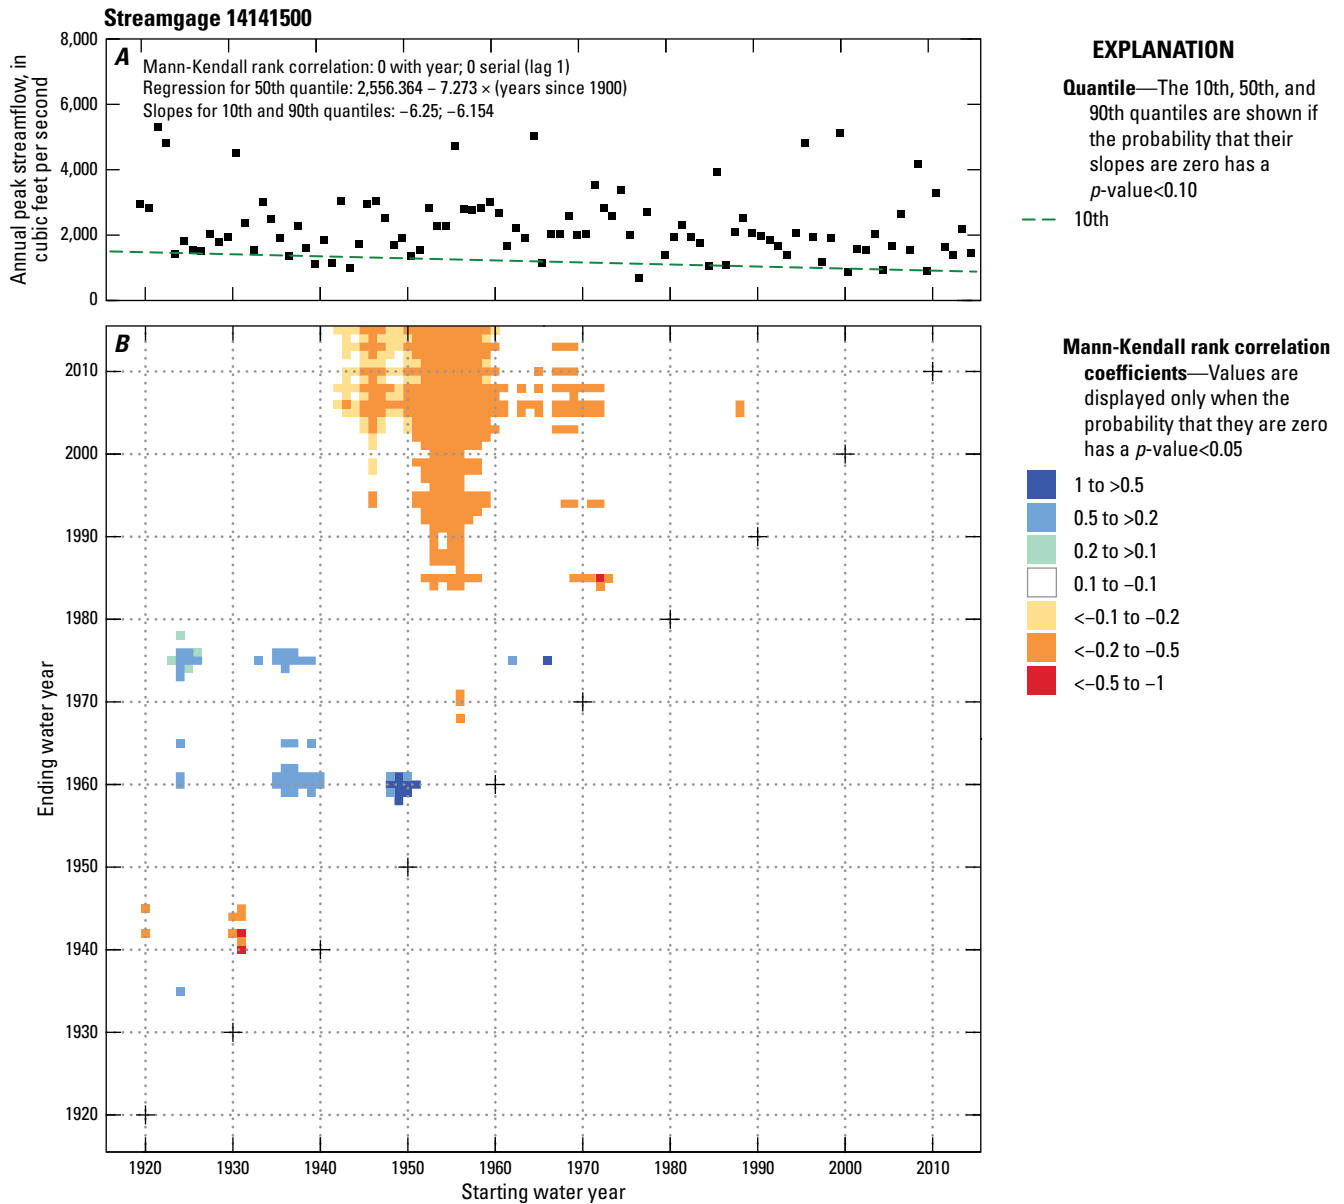 Streamgage 14141500
Annual peak streamflow, in
cubic feet per second
8,000
6,000
4,000
2,000
0
A
Mann-Kendall rank correlation: 0 with year; 0 serial (lag 1)
Regression for 50th quantile: 2,556.364 − 7.273 × (years since 1900)
Slopes for 10th and 90th quantiles: −6.25; −6.154
EXPLANATION
Quantile—The 10th, 50th, and
90th quantiles are shown if
the probability that their
slopes are zero has a
p-value<0.10
10th
B
Ending water year
2010
2000
1990
1980
1970
1960
1950
1940
1930
1920
1920
1930
1940
1950
1960
1970
1980
1990
2000
2010
Starting water year
Mann-Kendall rank correlation
coefficients—Values are
displayed only when the
probability that they are zero
has a p-value<0.05
1 to >0.5
0.5 to >0.2
0.2 to >0.1
0.1 to −0.1
<−0.1 to −0.2
<−0.2 to −0.5
<−0.5 to −1